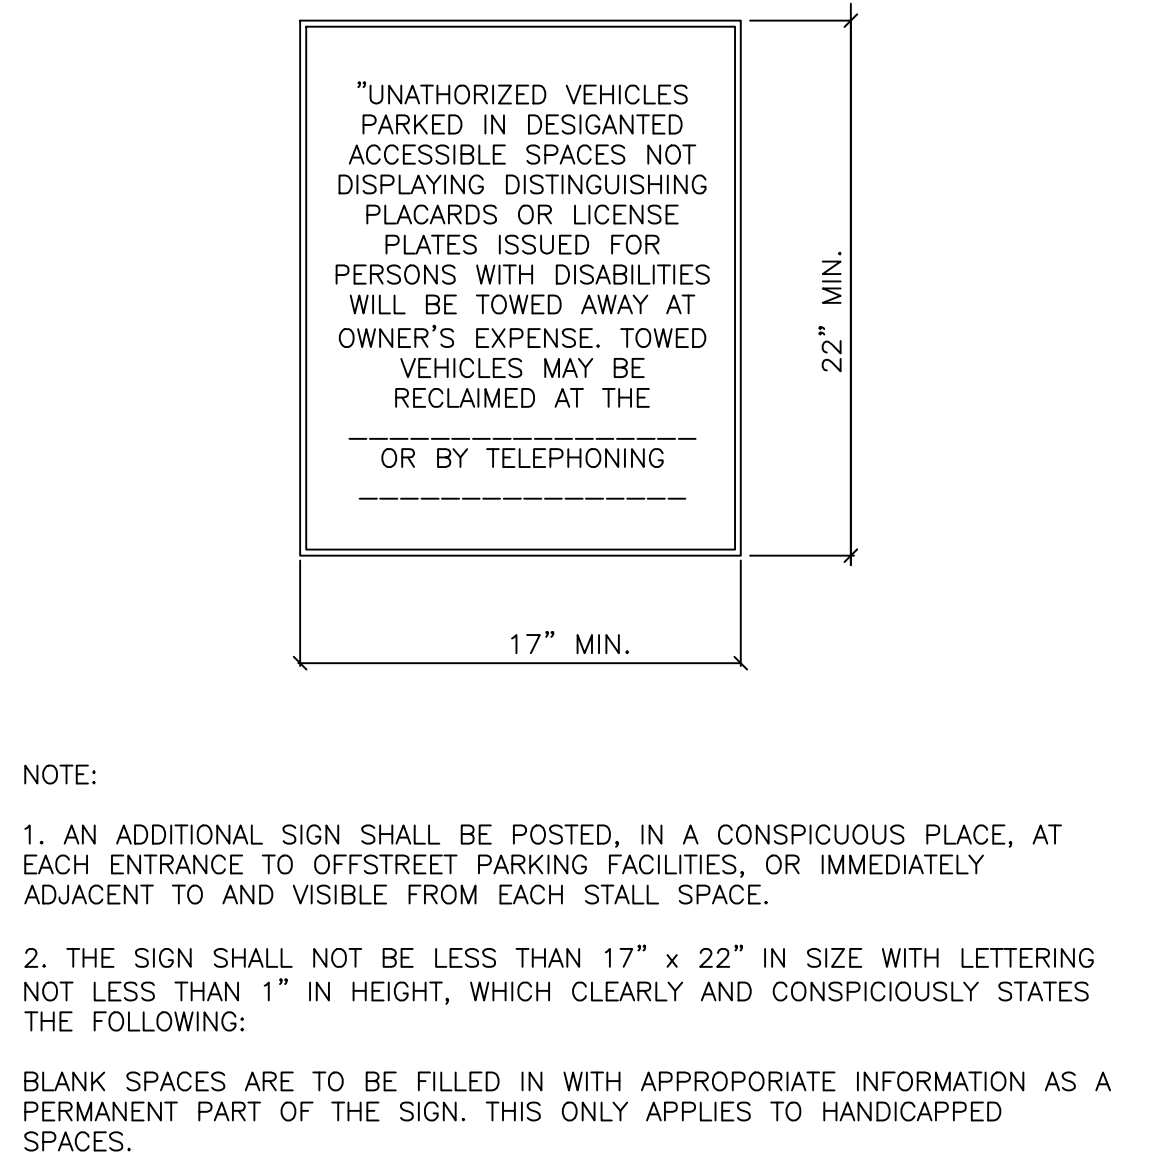 ”UNATHORIZED VEHICLES
PARKED IN DESIGANTED
ACCESSIBLE SPACES NOT
DISPLAYING DISTINGUISHING
PLACARDS OR LICENSE
PLATES ISSUED FOR
PERSONS WITH DISABILITIES
WILL BE TOWED AWAY AT
OWNER’S EXPENSE. TOWED
VEHICLES MAY BE
RECLAIMED AT THE
_________________
OR BY TELEPHONING
________________
22” MIN.
17” MIN.
NOTE:
1. AN ADDITIONAL SIGN SHALL BE POSTED, IN A CONSPICUOUS PLACE, AT
EACH ENTRANCE TO OFFSTREET PARKING FACILITIES, OR IMMEDIATELY
ADJACENT TO AND VISIBLE FROM EACH STALL SPACE.
2. THE SIGN SHALL NOT BE LESS THAN 17” x 22” IN SIZE WITH LETTERING
NOT LESS THAN 1” IN HEIGHT, WHICH CLEARLY AND CONSPICIOUSLY STATES
THE FOLLOWING:
BLANK SPACES ARE TO BE FILLED IN WITH APPROPORIATE INFORMATION AS A
PERMANENT PART OF THE SIGN. THIS ONLY APPLIES TO HANDICAPPED
SPACES.